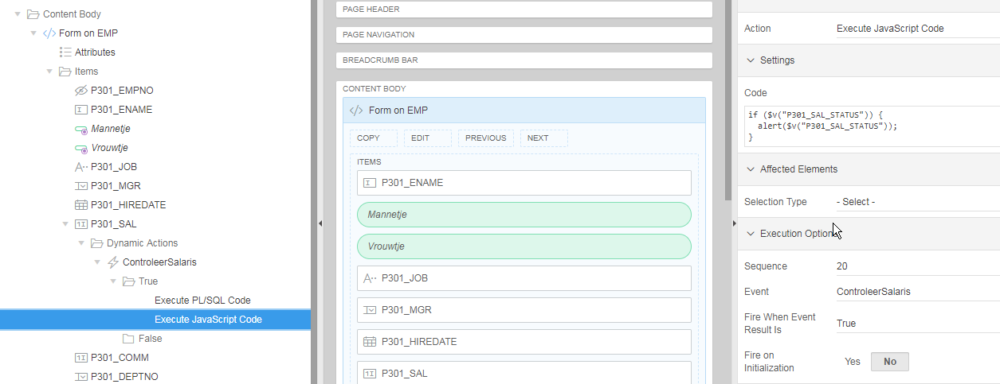 Content Body
Form on EMP
Attributes
Items
P301_EMPNO
P301_ENAME
Mannetje
Vrouwtje
P301_JOB
P301_MGR
P301_HIREDATE
P301_SAL
Dynamic Actions
ControleerSalaris
True
Execute PL/SQL Code
Execute JavaScript Code
False
P301_COMM
P301_DEPTNO
PAGE HEADER
PAGE NAVIGATION
BREADCRUMB BAR
CONTENT BODY
Form on EMP
COPY EDIT PREVIOUS NEXT
ITEMS
P301_ENAME
Mannetje
Vrouwtje
P301_JOB
P301_MGR
P301_HIREDATE
P301_SAL
Action Execute JavaScript Code
Settings
Code
if ($v("P301_SAL_STATUS")) {
alert($v("P301_SAL_STATUS"));
}
Affected Elements
Selection Type - Select -
Execution Options
Sequence 20
Event ControleerSalaris
Fire When Event
Result Is True
Fire on
Initialization Yes No